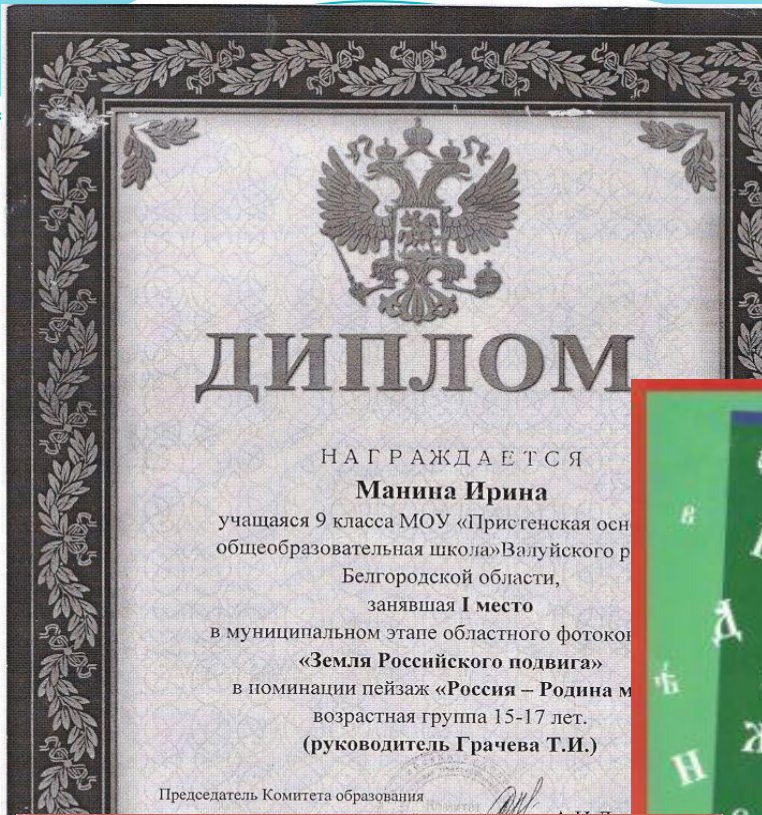 ДИПЛОМ
НАГРАЖДАЕТСЯ
Манина Ирина
учащаяся 9 класса МОУ «Пристенская осн
общеобразовательная школа»Валуйского р
Белгородской области,
занявшая I место
в муниципальном этапе областного фотокон
«Земля Российского подвига»
в номинации пейзаж «Россия – Родина м
возрастная группа 15-17 лет.
(руководитель Грачева Т.И.)
Председатель Комитета образования
в
Д
ѣ
Ж
Н